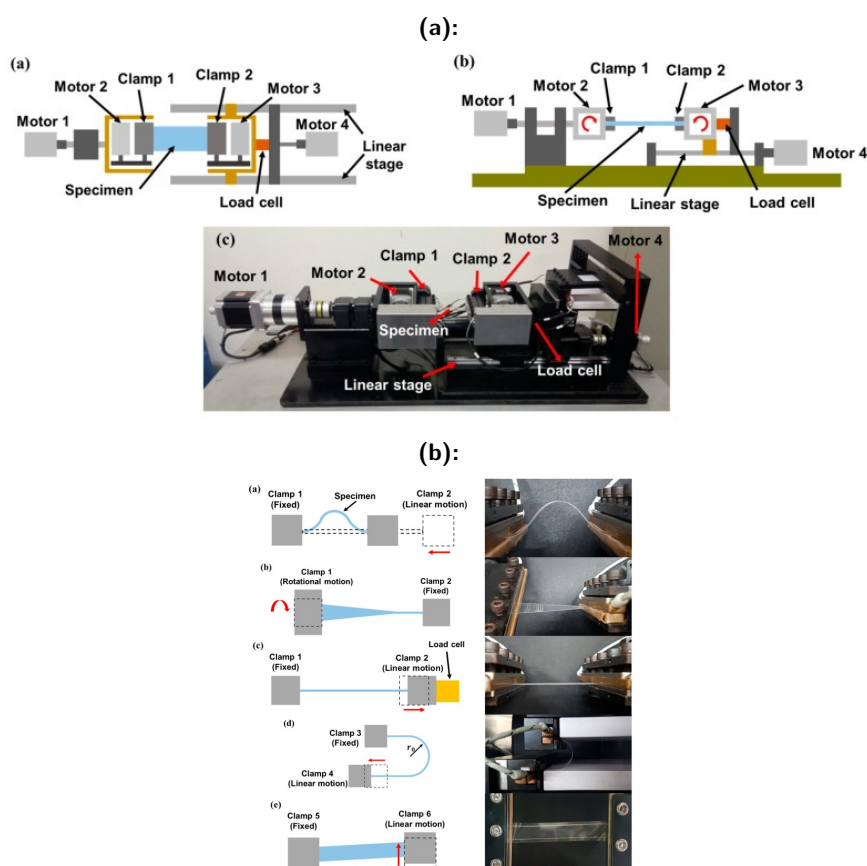 (a):
(a)
Motor 2
Clamp 1
Clamp 2
Motor 3
Motor 1
Motor 4
Specimen
Load cell
Linear
stage
(b)
Clamp 1
Clamp 2
Motor 2
Motor 3
Motor 1
Motor 4
Specimen
Linear stage
Load cell
(c)
Motor 1
Motor 2
Clamp 1
Clamp 2
Motor 3
Motor 4
Specimen
Linear stage
Load cell
(b):
(a)
Clamp 1
(Fixed)
Specimen
Clamp 2
(Linear motion)
(b)
Clamp 1
(Rotational motion)
Clamp 2
(Fixed)
(c)
Clamp 1
(Fixed)
Clamp 2
(Linear motion)
Load cell
(d)
Clamp 3
(Fixed)
r0
Clamp 4
(Linear motion)
(e)
Clamp 5
(Fixed)
Clamp 6
(Linear motion)